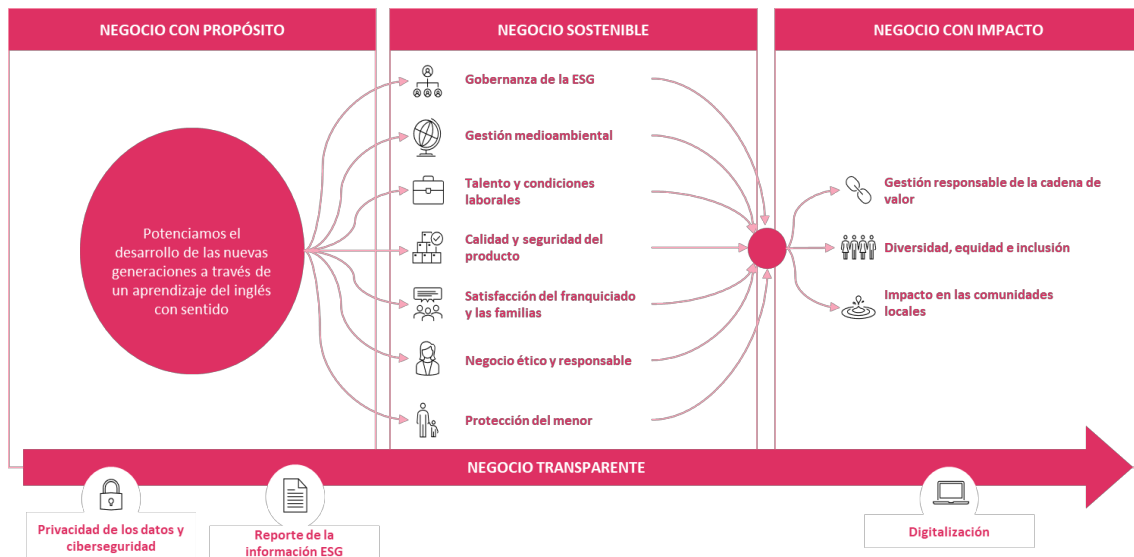 NEGOCIO CON PROPÓSITO
Potenciamos el
desarrollo de las nuevas
generaciones a través de
un aprendizaje del inglés
con sentido
NEGOCIO SOSTENIBLE
Gobernanza de la ESG
Gestión medioambiental
Talento y condiciones
laborales
Calidad y seguridad del
producto
Satisfacción del franquiciado
y las familias
Negocio ético y responsable
Protección del menor
NEGOCIO CON IMPACTO
Gestión responsable de la cadena de
valor
Diversidad, equidad e inclusión
Impacto en las comunidades
locales
NEGOCIO TRANSPARENTE
Privacidad de los datos y
ciberseguridad
Reporte de la
información ESG
Digitalización